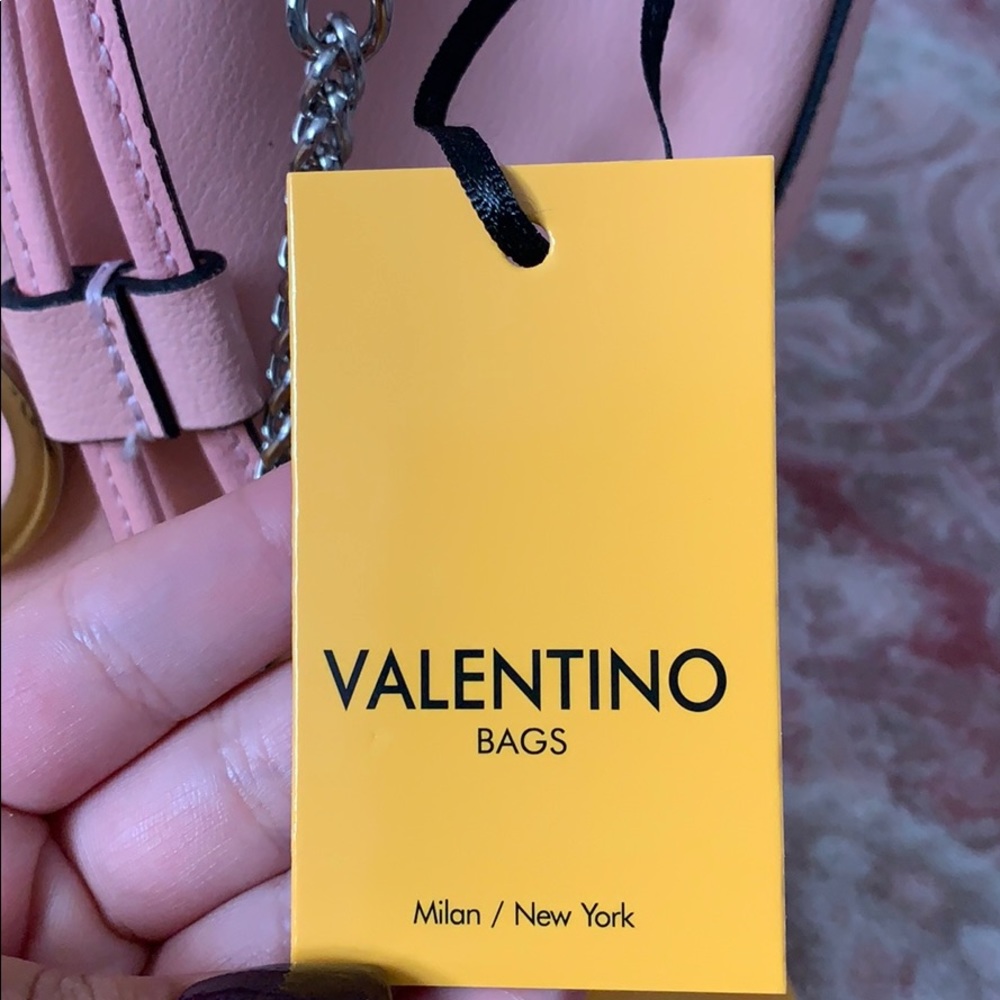 VALENTINO
BAGS
Milan / New York